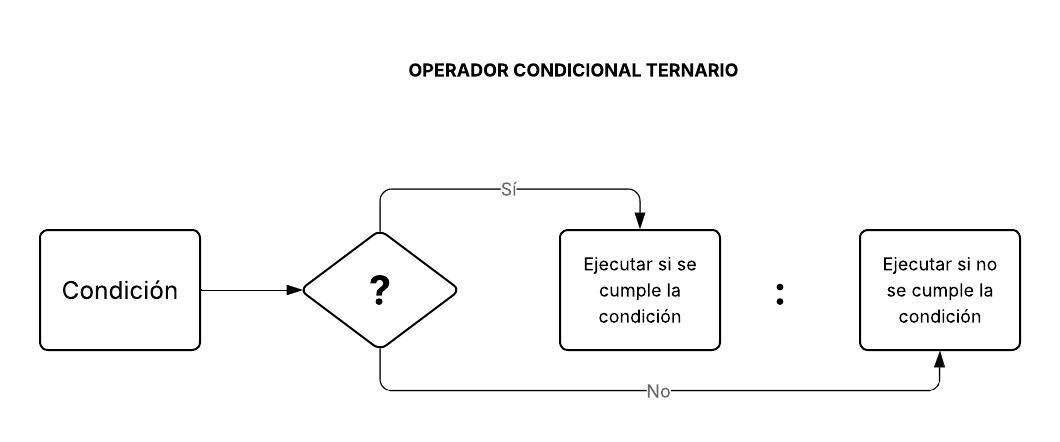 OPERADOR CONDICIONAL TERNARIO
Sí
Condición
?
Ejecutar si se
cumple la
condición
:
Ejecutar si no
se cumple la
condición
No